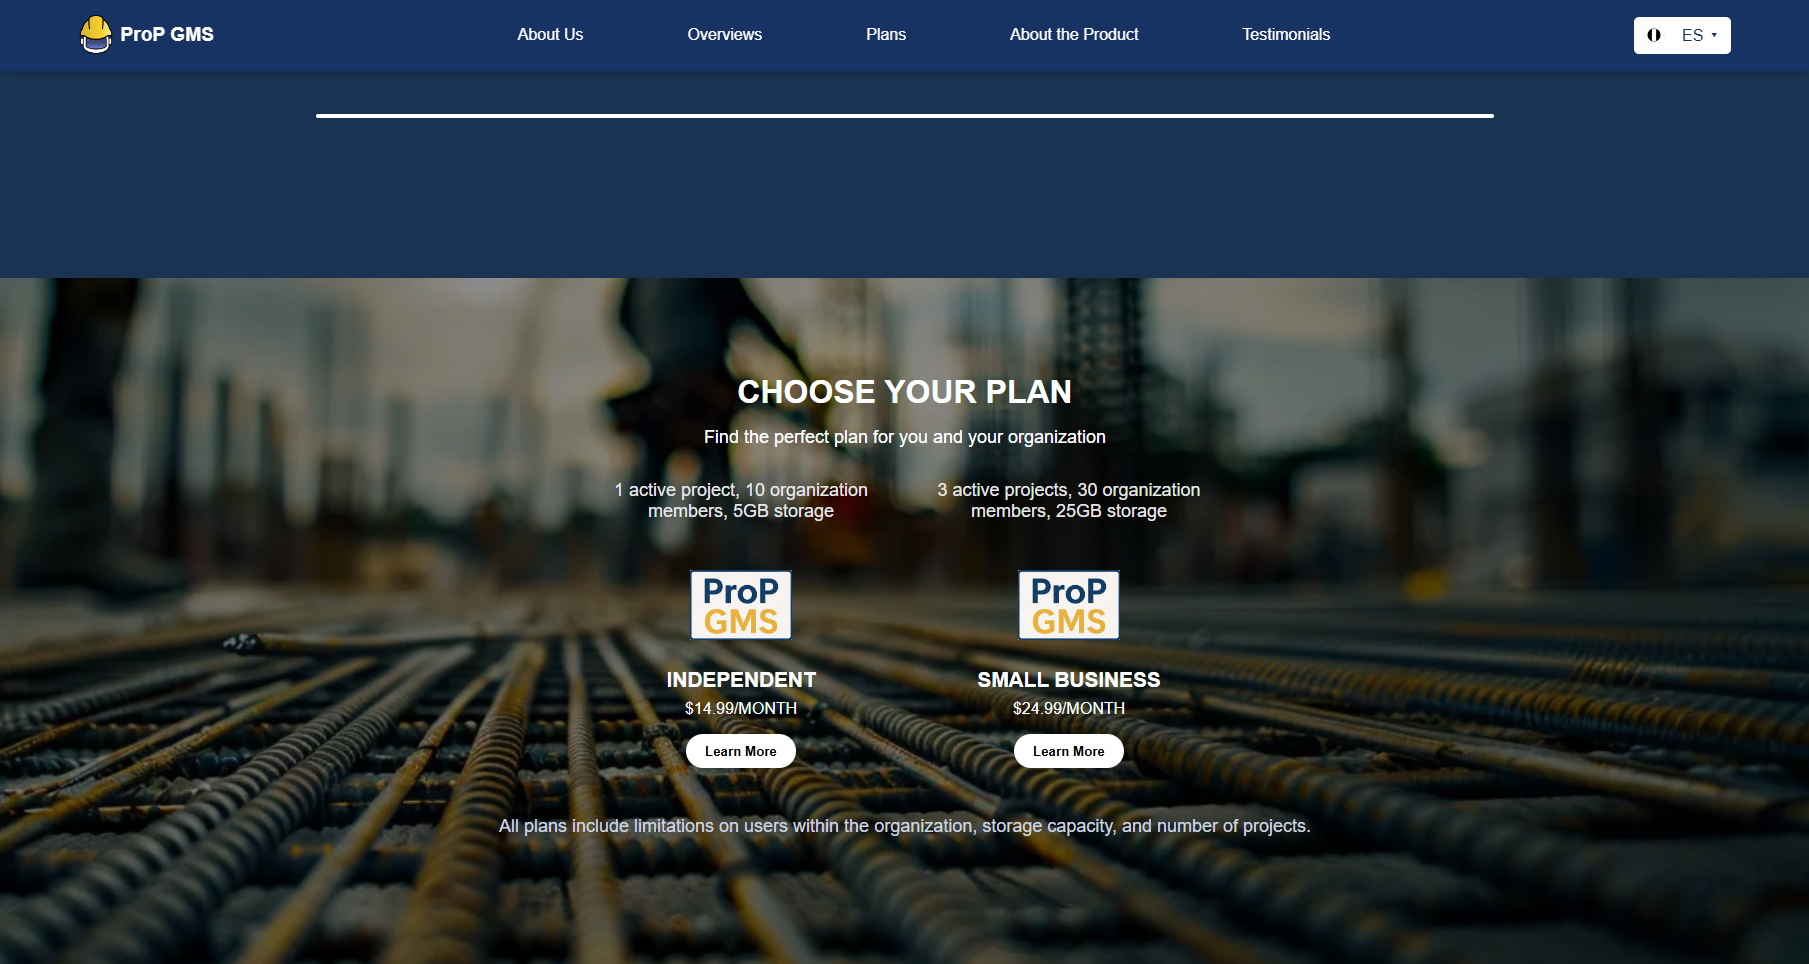 ProP GMS
About Us
Overviews
Plans
About the Product
Testimonials
ES
CHOOSE YOUR PLAN
Find the perfect plan for you and your organization
1 active project, 10 organization
members, 5GB storage
3 active projects, 30 organization
members, 25GB storage
ProP
GMS
ProP
GMS
INDEPENDENT
$14.99/MONTH
Learn More
SMALL BUSINESS
$24.99/MONTH
Learn More
All plans include limitations on users within the organization, storage capacity, and number of projects.